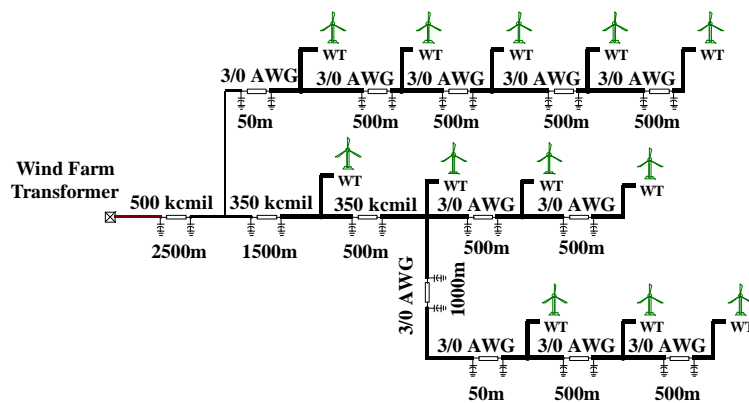 WT WT WT WT WT
3/0 AWG 3/0 AWG 3/0 AWG 3/0 AWG 3/0 AWG
50m 500m 500m 500m 500m
Wind Farm
Transformer
WT WT WT WT
500 kcmil 350 kcmil 350 kcmil 3/0 AWG 3/0 AWG
2500m 1500m 500m 500m 500m
3/0 AWG
1000m
WT WT WT
3/0 AWG 3/0 AWG 3/0 AWG
50m 500m 500m